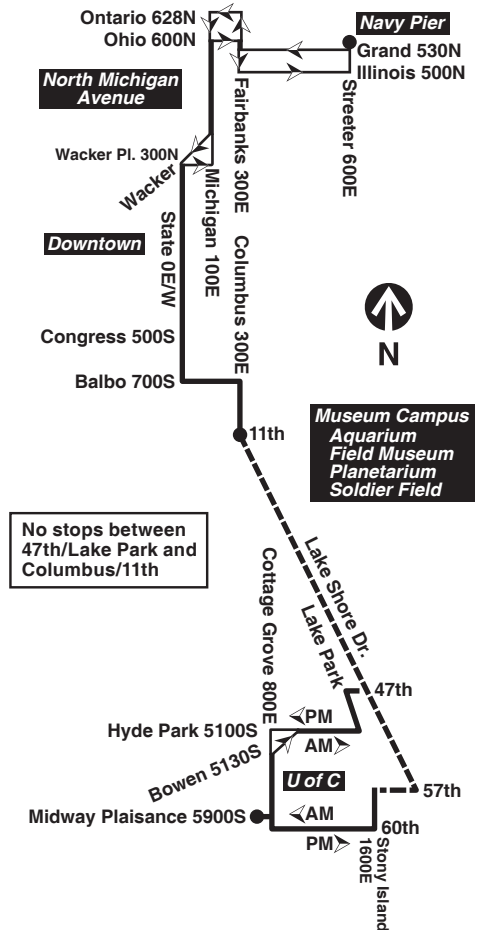 Ontario 628N
Ohio 600N
Navy Pier
Grand 530N
Illinois 500N
North Michigan
Avenue
Fairbanks 300E
Streeter 600E
Wacker Pl. 300N
Wacker
Michigan 100E
Downtown
State 0E/W
Columbus 300E
N
Congress 500S
Balbo 700S
11th
Museum Campus
Aquarium
Field Museum
Planetarium
Soldier Field
No stops between
47th/Lake Park and
Columbus/11th
Lake Shore Dr.
Cottage Grove 800E
Lake Park
47th
PM
Hyde Park 5100S
AM
Bowen 5130S
U of C
57th
Midway Plaisance 5900S
AM
60th
PM
Stony Island
1600E